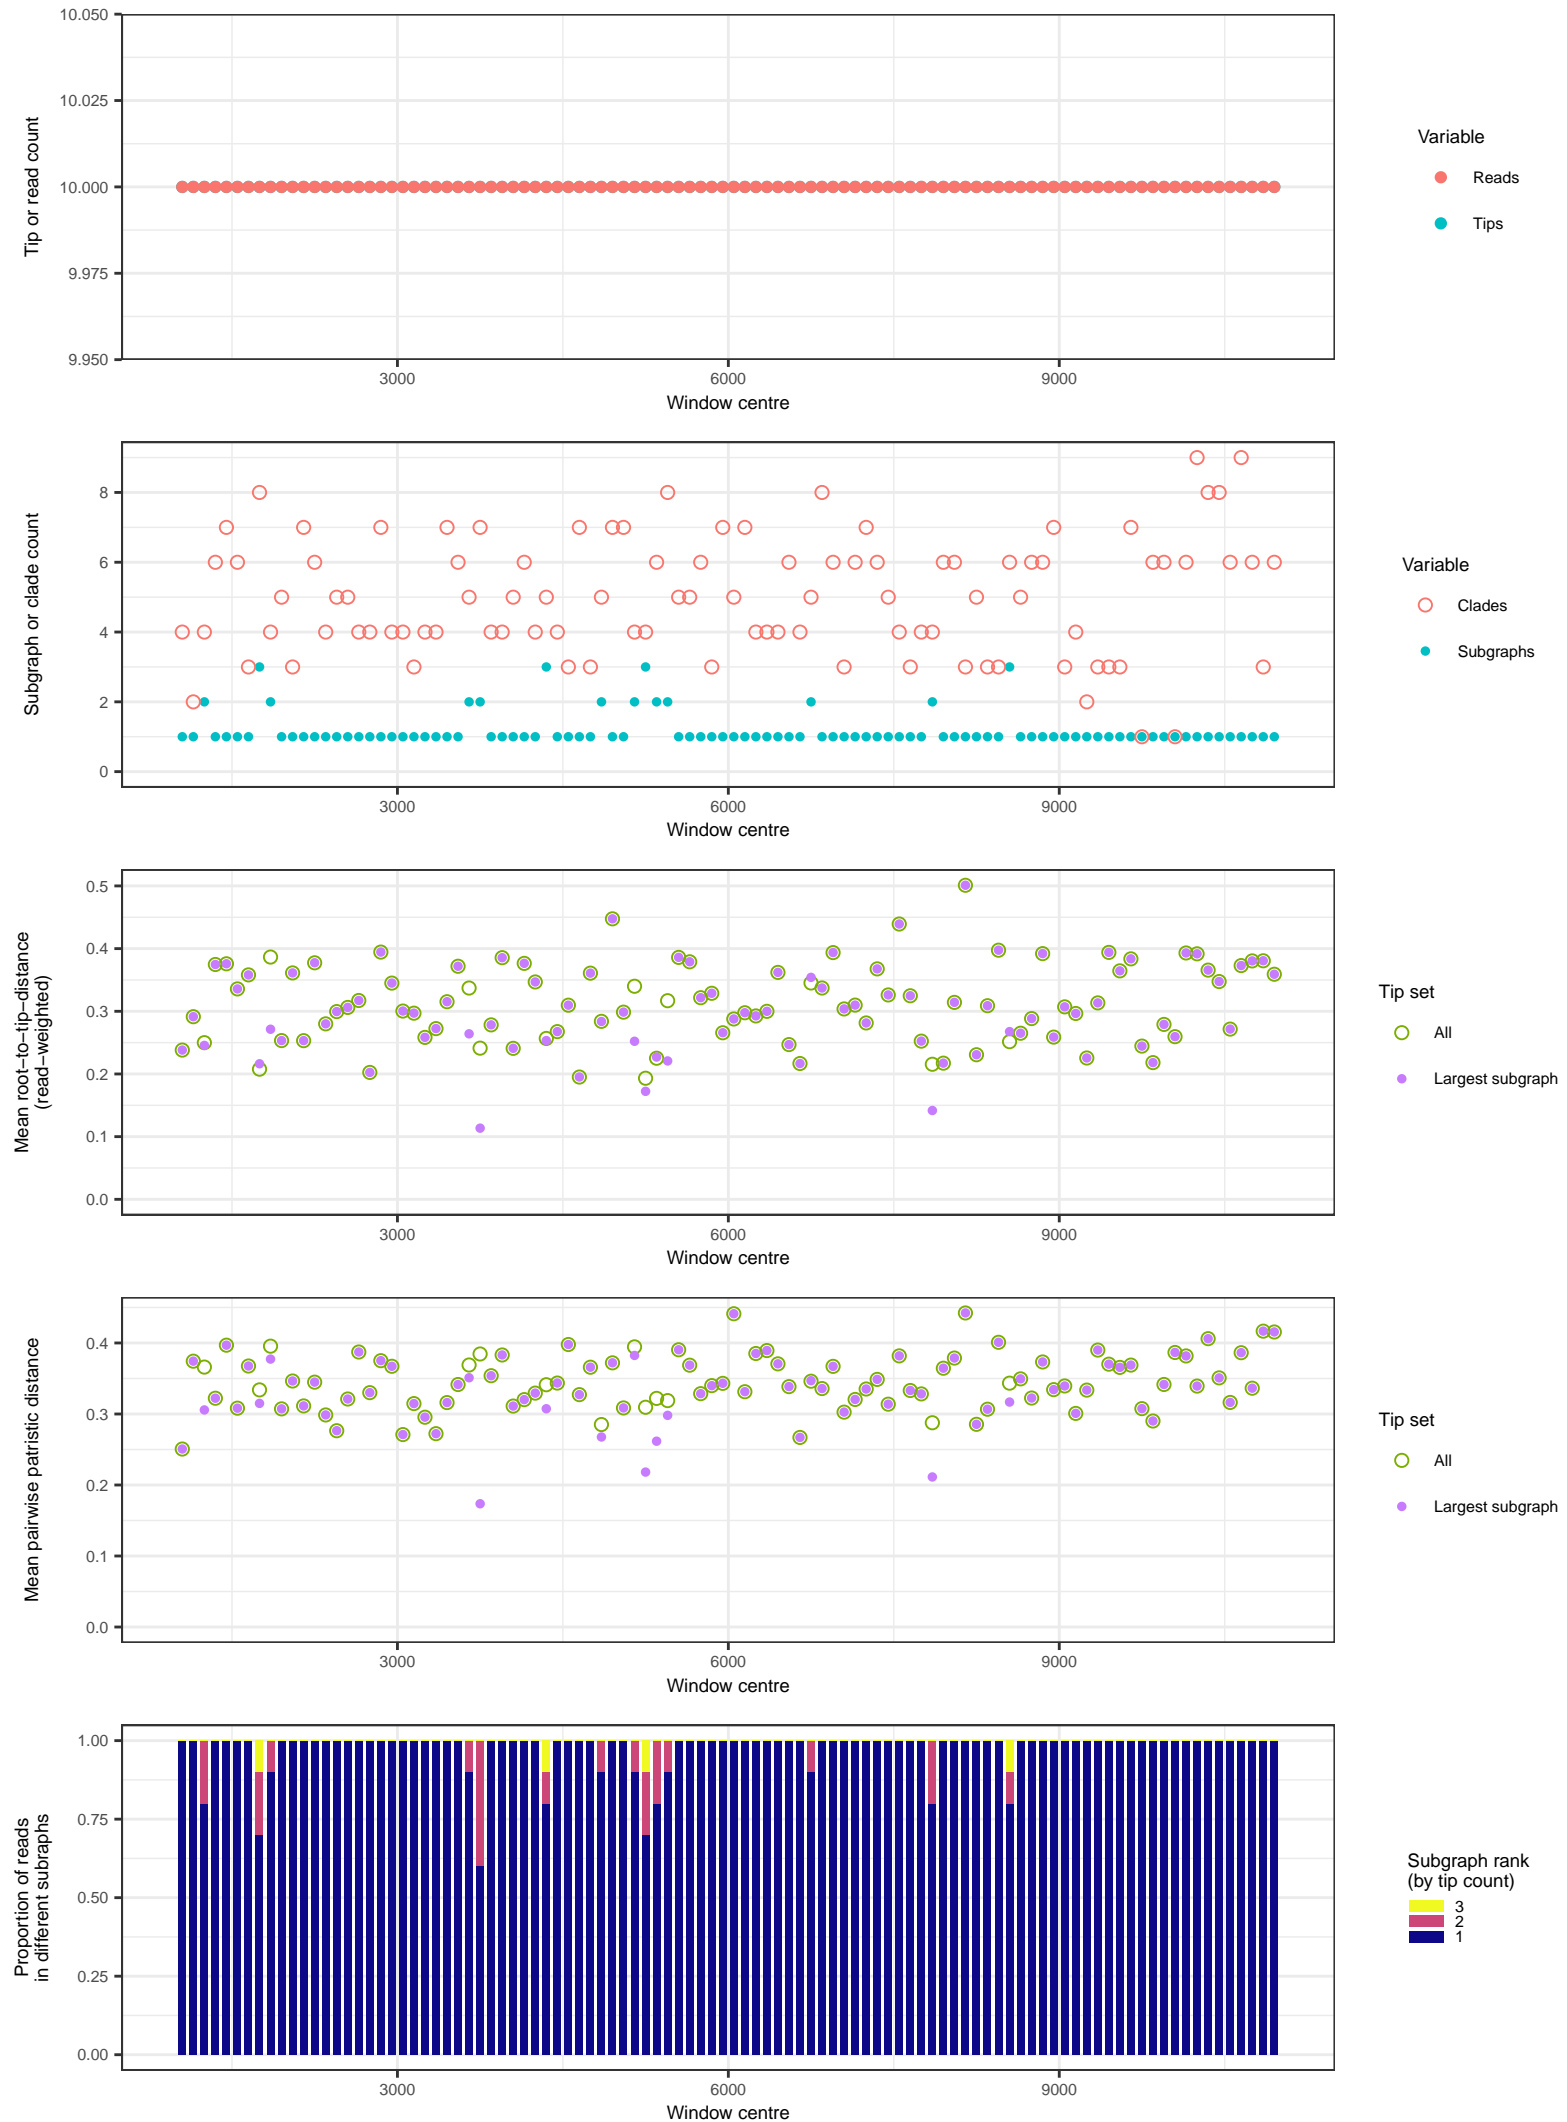 10.050
10.025
10.000
9.975
9.950
Tip or read count
3000
6000
9000
Window centre
Variable
Reads
Tips
8
6
4
2
0
Subgraph or clade count
3000
6000
9000
Window centre
Variable
Clades
Subgraphs
0.5
0.4
0.3
0.2
0.1
0.0
Mean root−to−tip−distance
(read−weighted)
3000
6000
9000
Window centre
Tip set
All
Largest subgraph
0.4
0.3
0.2
0.1
0.0
Mean pairwise patristic distance
3000
6000
9000
Window centre
Tip set
All
Largest subgraph
1.00
0.75
0.50
0.25
0.00
Proportion of reads
in different subraphs
3000
6000
9000
Window centre
Subgraph rank
(by tip count)
3
2
1